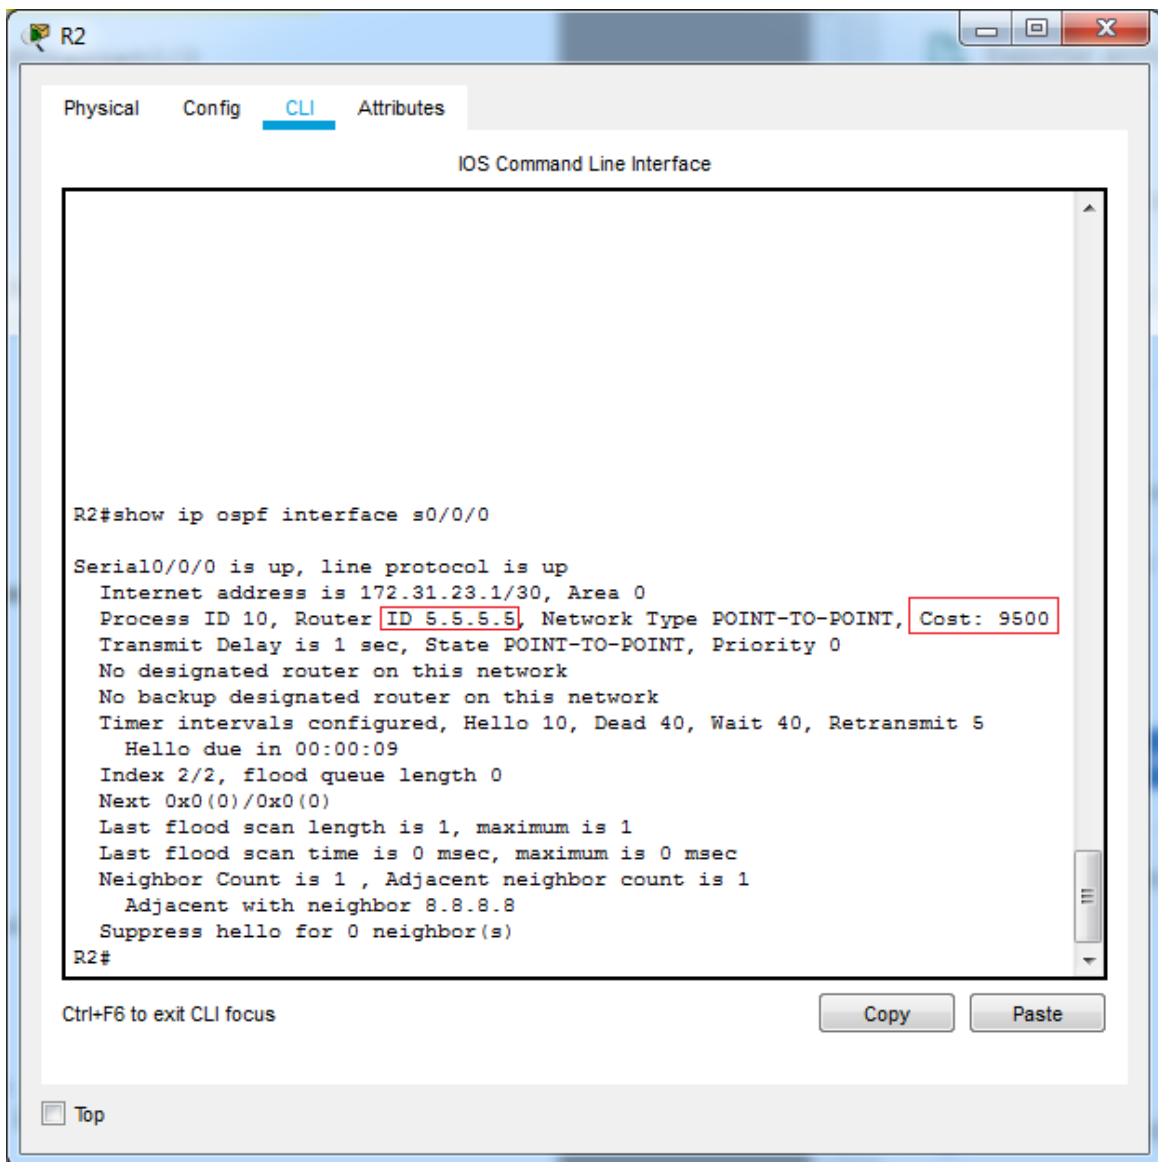 R2
Physical Config CLI Attributes
IOS Command Line Interface
R2#show ip ospf interface s0/0/0
Serial0/0/0 is up, line protocol is up
Internet address is 172.31.23.1/30, Area 0
Process ID 10, Router ID 5.5.5.5, Network Type POINT-TO-POINT, Cost: 9500
Transmit Delay is 1 sec, State POINT-TO-POINT, Priority 0
No designated router on this network
No backup designated router on this network
Timer intervals configured, Hello 10, Dead 40, Wait 40, Retransmit 5
Hello due in 00:00:09
Index 2/2, flood queue length 0
Next 0x0(0)/0x0(0)
Last flood scan length is 1, maximum is 1
Last flood scan time is 0 msec, maximum is 0 msec
Neighbor Count is 1 , Adjacent neighbor count is 1
Adjacent with neighbor 8.8.8.8
Suppress hello for 0 neighbor(s)
R2#
Ctrl+F6 to exit CLI focus
Copy Paste
Top